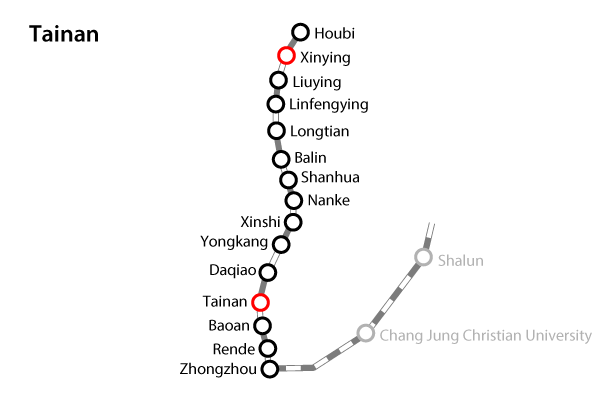 Tainan
Houbi
Xinying
Liuying
Linfengying
Longtian
Balin
Shanhua
Nanke
Xinshi
Yongkang
Daqiao
Tainan
Baoan
Rende
Zhongzhou
Shalun
Chang Jung Christian University